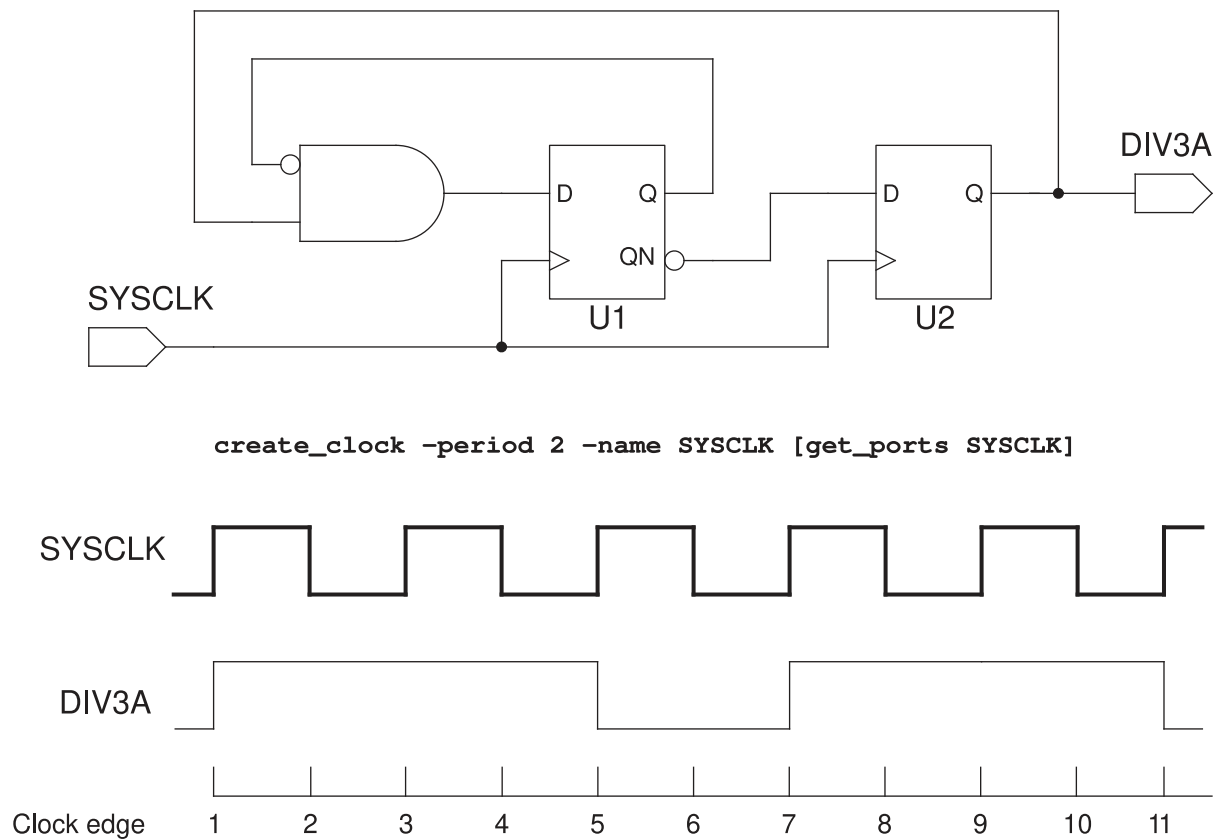 DIV3A
D Q D Q
QN
SYSCLK
U1 U2
create_clock –period 2 –name SYSCLK [get_ports SYSCLK]
SYSCLK
DIV3A
Clock edge 1 2 3 4 5 6 7 8 9 10 11